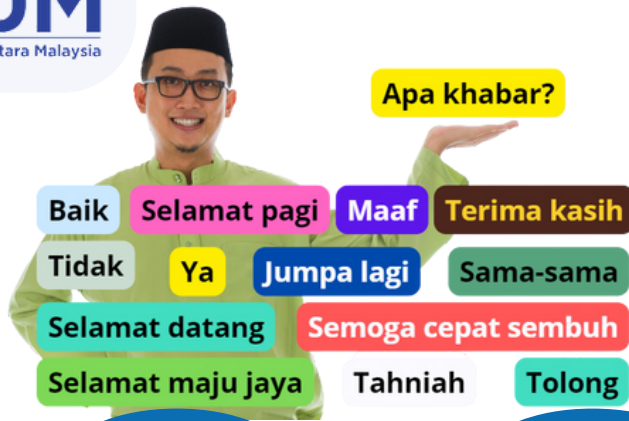 UM
tara Malaysia
Apa khabar?
Baik Selamat pagi Maaf Terima kasih
Tidak Ya Jumpa lagi Sama-sama
Selamat datang Semoga cepat sembuh
Selamat maju jaya Tahniah Tolong